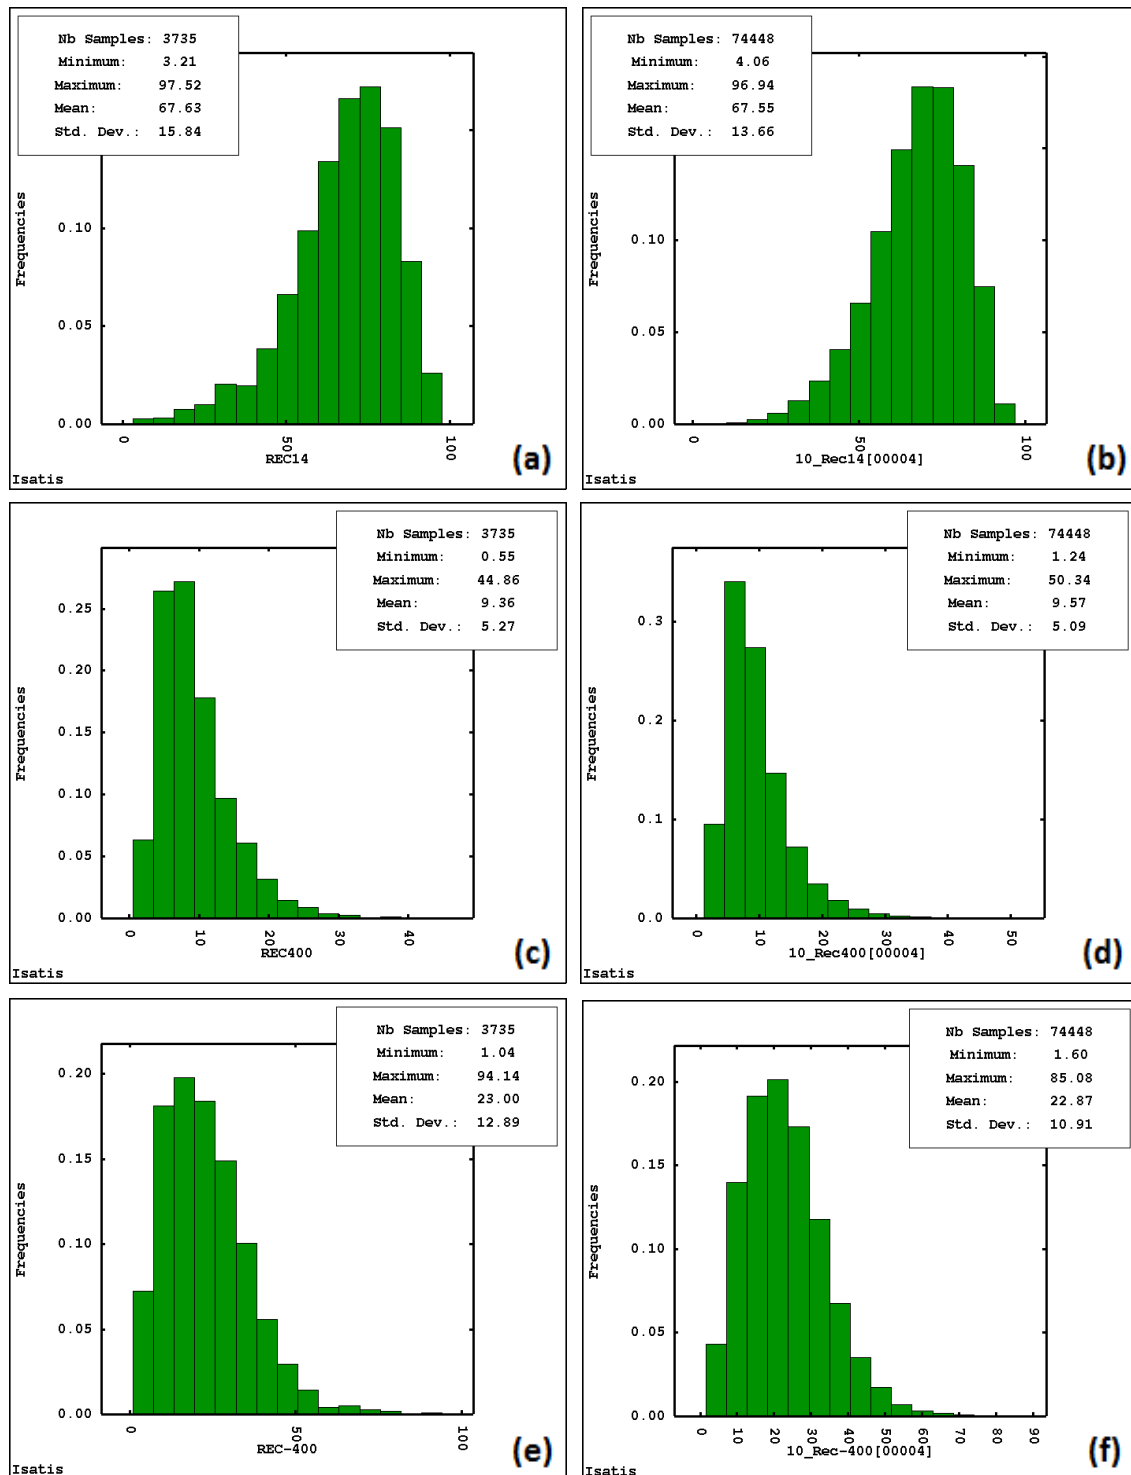 Nb Samples: 3735
Minimum: 3.21
Maximum: 97.52
Mean: 67.63
Std. Dev.: 15.84
Frequencies
0.10
0.05
0.00
0
50
100
REC14
(a)
Isatis
Nb Samples: 74448
Minimum: 4.06
Maximum: 96.94
Mean: 67.55
Std. Dev.: 13.66
Frequencies
0.10
0.05
0.00
0
50
100
10_Rec14[00004]
(b)
Isatis
Nb Samples: 3735
Minimum: 0.55
Maximum: 44.86
Mean: 9.36
Std. Dev.: 5.27
Frequencies
0.25
0.20
0.15
0.10
0.05
0.00
0
10
20
30
40
REC400
(c)
Isatis
Nb Samples: 74448
Minimum: 1.24
Maximum: 50.34
Mean: 9.57
Std. Dev.: 5.09
Frequencies
0.3
0.2
0.1
0.0
0
10
20
30
40
50
10_Rec400[00004]
(d)
Isatis
Nb Samples: 3735
Minimum: 1.04
Maximum: 94.14
Mean: 23.00
Std. Dev.: 12.89
Frequencies
0.20
0.15
0.10
0.05
0.00
0
50
100
REC-400
(e)
Isatis
Nb Samples: 74448
Minimum: 1.60
Maximum: 85.08
Mean: 22.87
Std. Dev.: 10.91
Frequencies
0.20
0.15
0.10
0.05
0.00
0
10
20
30
40
50
60
70
80
90
10_Rec-400[00004]
(f)
Isatis